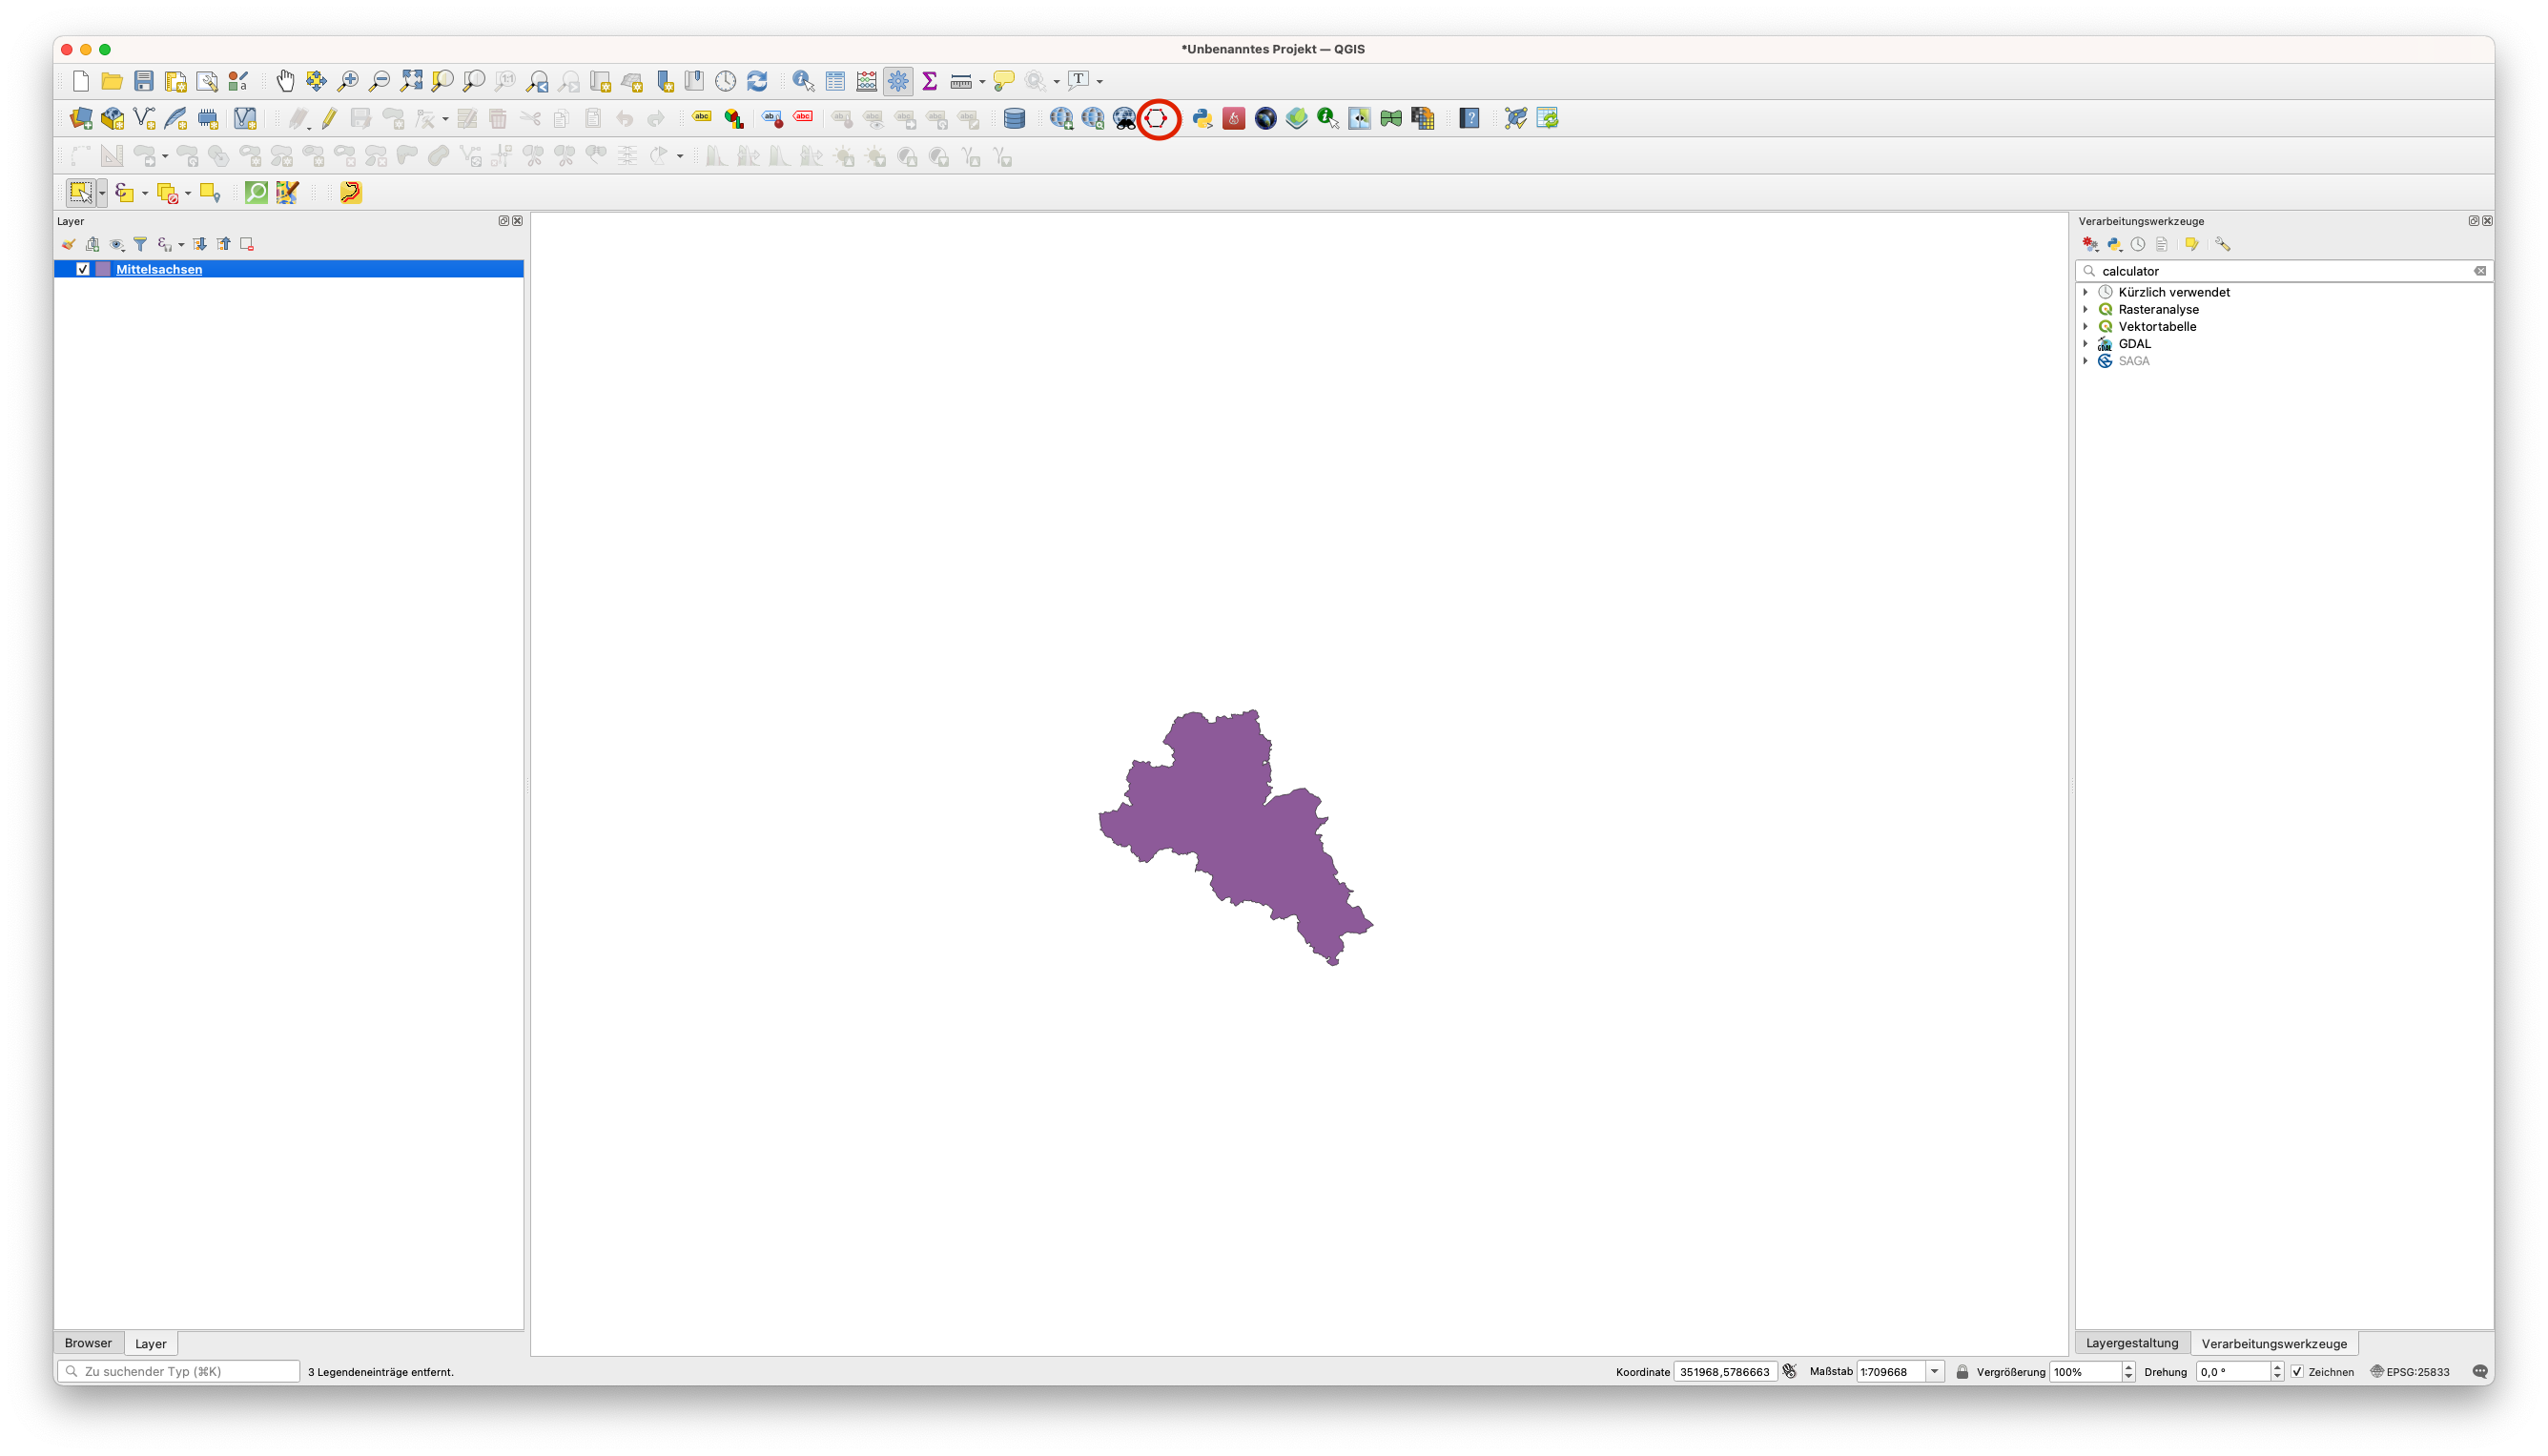 *Unbenanntes Projekt — QGIS
Layer
Mittelsachsen
Verarbeitungswerkzeuge
calculator
Kürzlich verwendet
Rasteranalyse
Vektortabelle
GDAL
SAGA
Browser
Layer
Layergestaltung
Verarbeitungswerkzeuge
Zu suchender Typ (⌘K)
3 Legendeneinträge entfernt.
Koordinate 351968,5786663
Maßstab 1:709668
Vergrößerung 100%
Drehung 0,0 °
Zeichnen
EPSG:25833